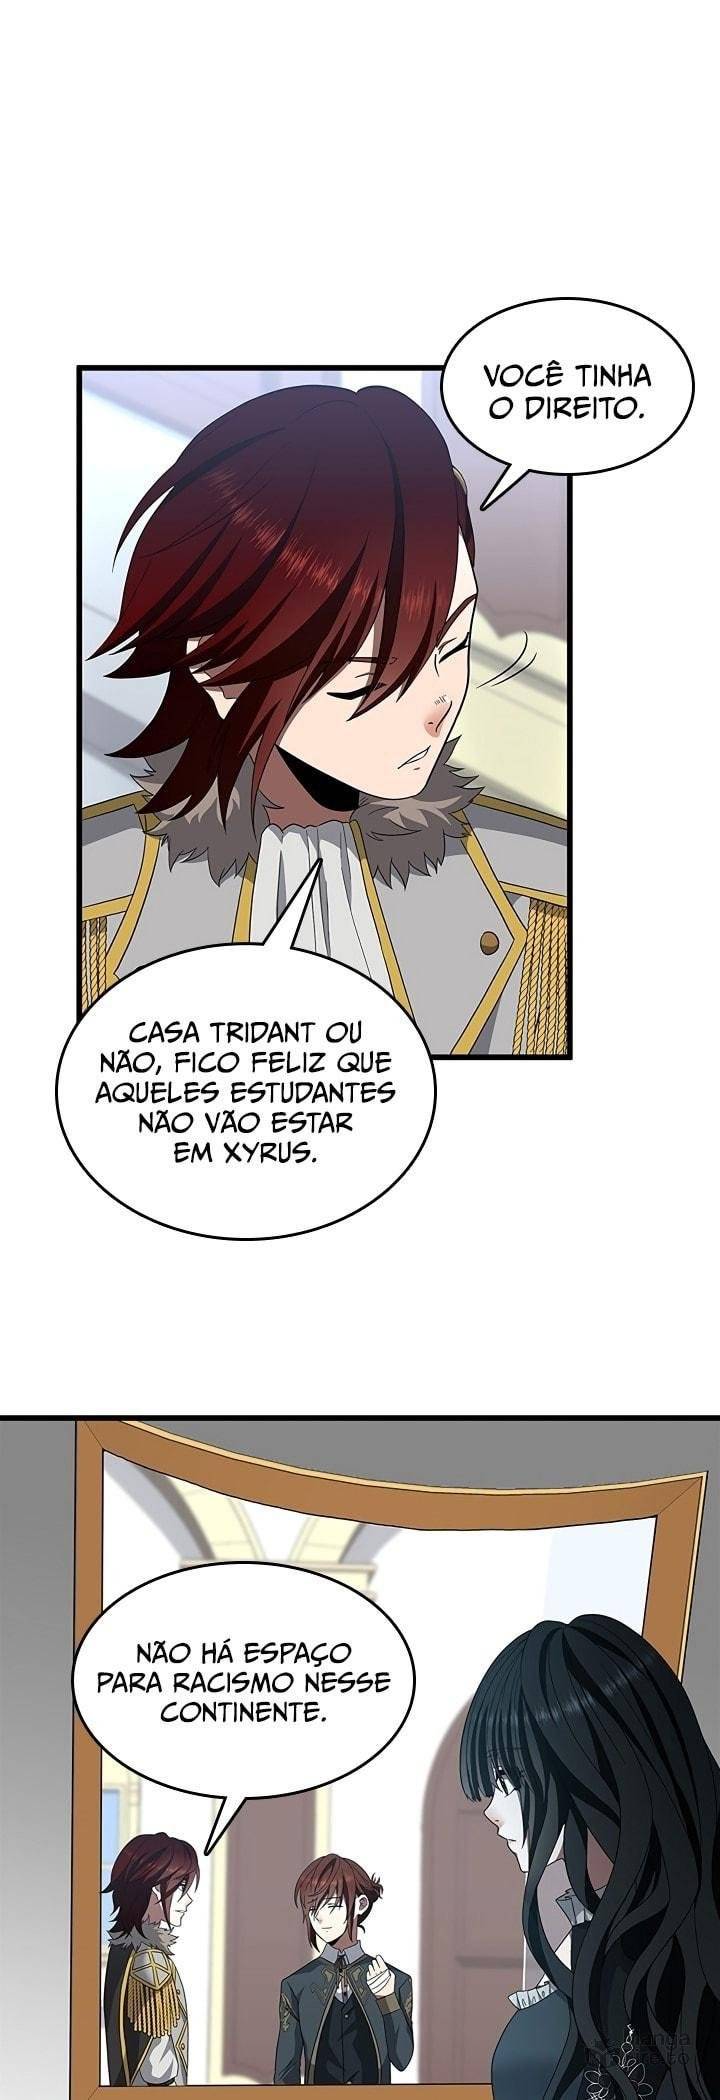 VOCÊ TINHA
O DIREITO.
CASA TRIDANT OU
NÃO, FICO FELIZ QUE
AQUELES ESTUDANTES
NÃO VÃO ESTAR
EM XYRUS.
NÃO HÁ ESPAÇO
PARA RACISMO NESSE
CONTINENTE.